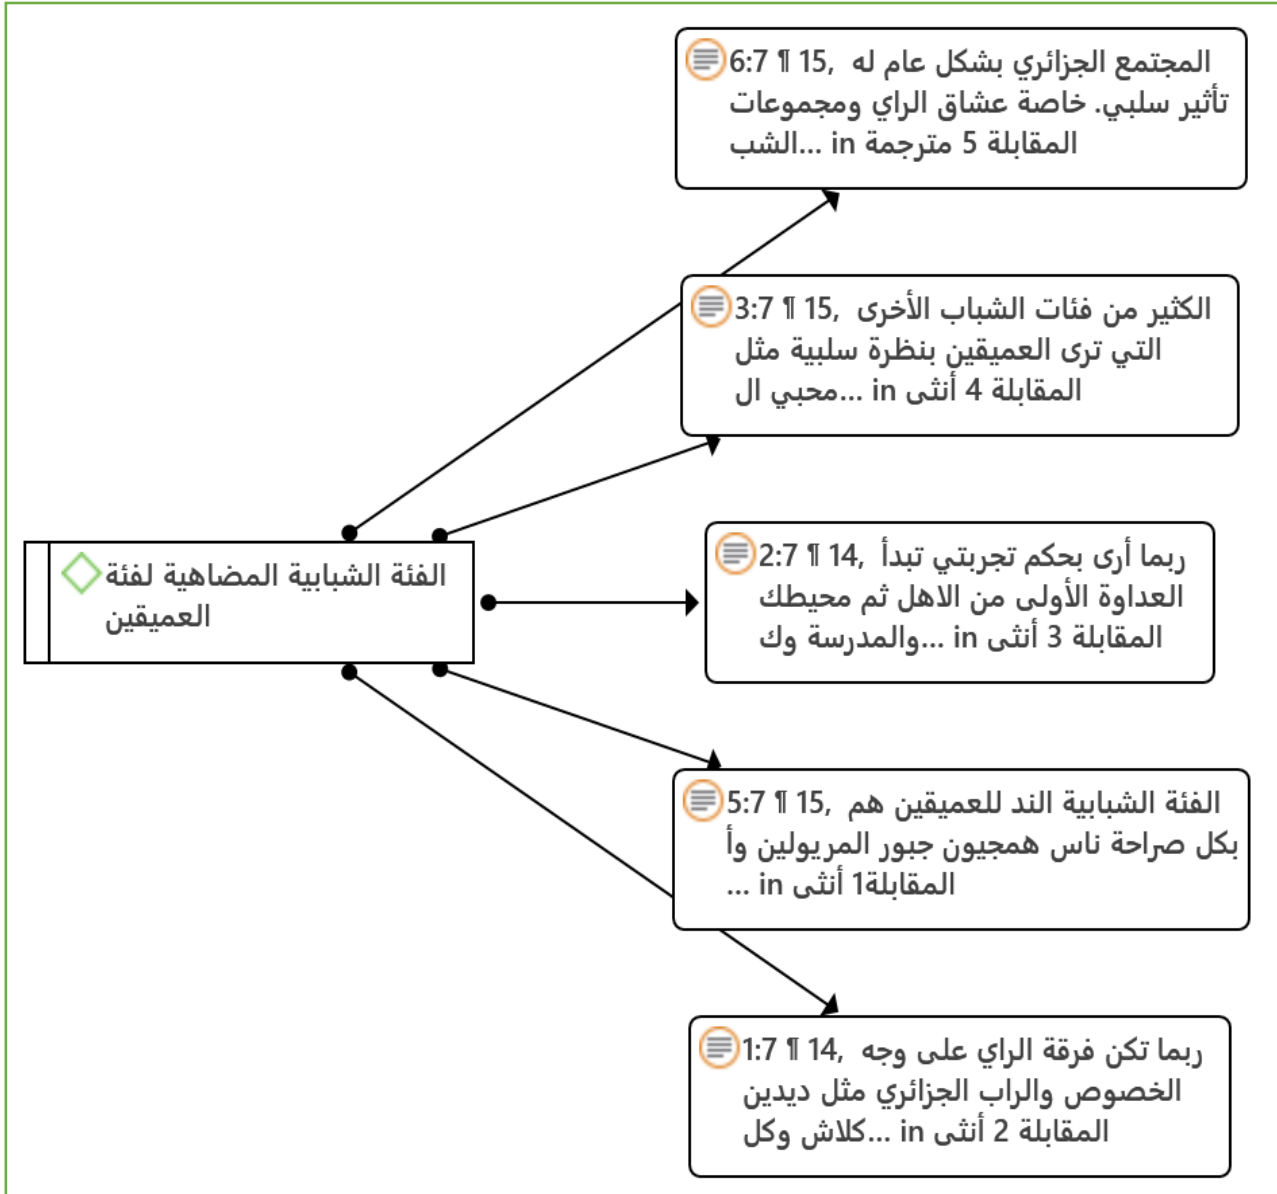 6:7 ¶ 15, المجتمع الجزائري بشكل عام له
تأثير سلبي. خاصة عشاق الراي ومجموعات
الشب... in المقابلة 5 مترجمة
3:7 ¶ 15, الكثير من فئات الشباب الأخرى
التي ترى العميقين بنظرة سلبية مثل
محبي ال... in المقابلة 4 أنثى
الفئة الشبابية المضاهية لفئة
العميقين
2:7 ¶ 14, ربما أرى بحكم تجربتي تبدأ
العداوة الأولى من الاهل ثم محيطك
والمدرسة وك... in المقابلة 3 أنثى
5:7 ¶ 15, الفئة الشبابية الند للعميقين هم
بكل صراحة ناس همجيون جبور المريولين وأ
... in المقابلة1 أنثى
1:7 ¶ 14, ربما تكن فرقة الراي على وجه
الخصوص والراب الجزائري مثل ديدين
كلاش وكل... in المقابلة 2 أنثى